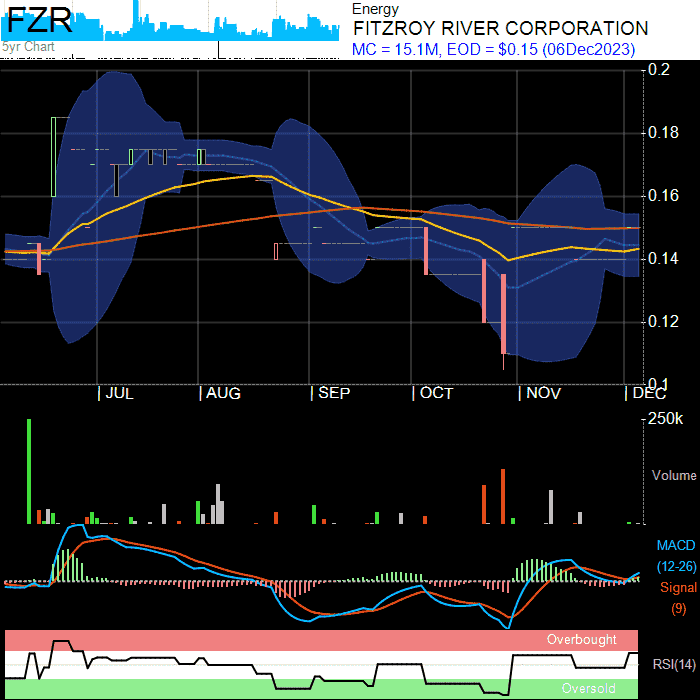 FZR
5yr Chart
Energy
FITZROY RIVER CORPORATION
MC = 15.1M, EOD = $0.15 (06Dec2023)
0.2
0.18
0.16
0.14
0.12
0.1
JUL AUG SEP OCT NOV DEC
250k
Volume
MACD
(12-26)
Signal
(9)
Overbought
RSI(14)
Oversold